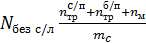 N без с/л (n тр с/п + n тр б/п + n м) / m с